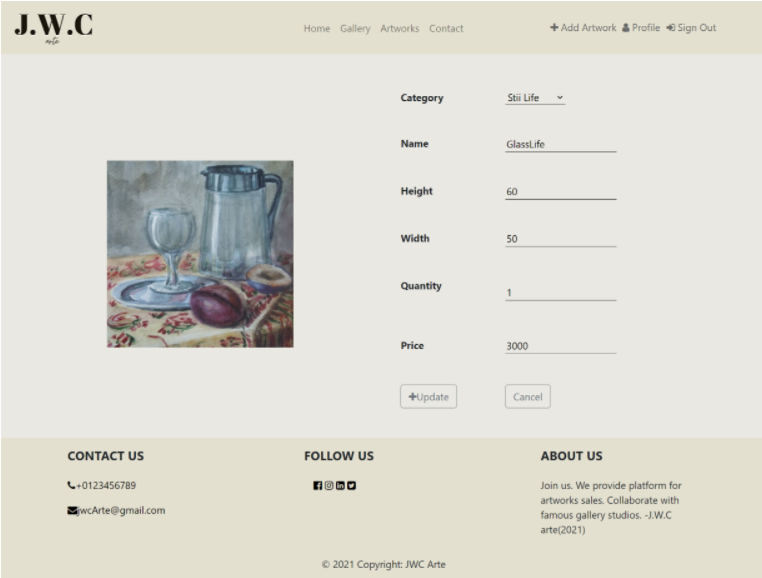 J.W.C
arte
Home Gallery Artworks Contact
Add Artwork Profile Sign Out
Category Stii Life
Name GlassLife
Height 60
Width 50
Quantity 1
Price 3000
Update Cancel
CONTACT US
+0123456789
jwcArte@gmail.com
FOLLOW US
ABOUT US
Join us. We provide platform for
artworks sales. Collaborate with
famous gallery studios. -J.W.C
arte(2021)
© 2021 Copyright: JWC Arte